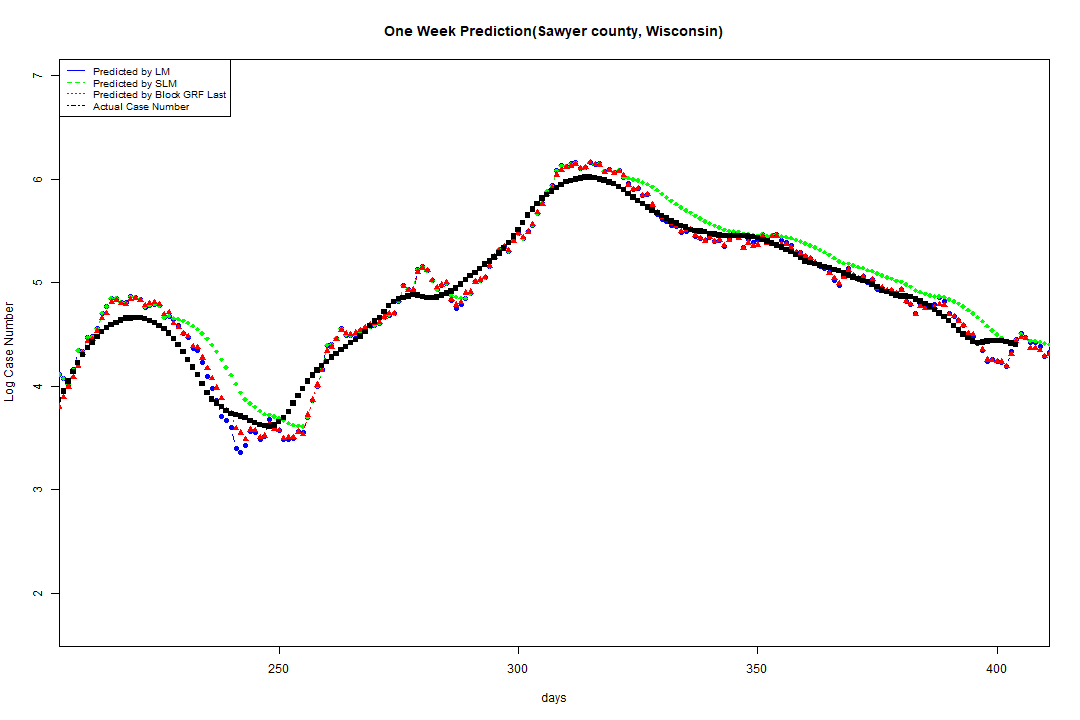 One Week Prediction(Sawyer county, Wisconsin)
Predicted by LM
Predicted by SLM
Predicted by Block GRF Last
Actual Case Number
7
6
5
4
3
2
Log Case Number
250 300 350 400
days